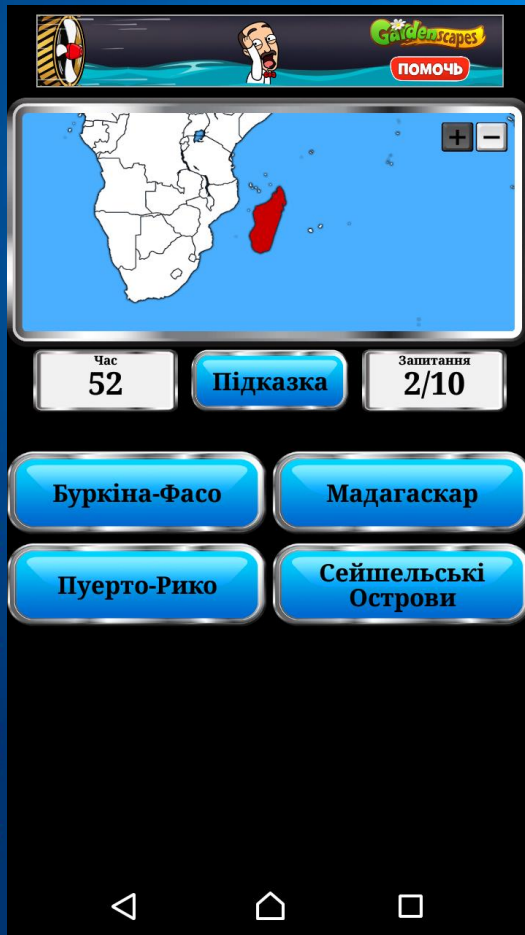 Gardenscapes
ПОМОЧЬ
+ −
Час
52
Підказка
Запитання
2/10
Буркіна-Фасо
Мадагаскар
Пуерто-Рико
Сейшельські
Острови